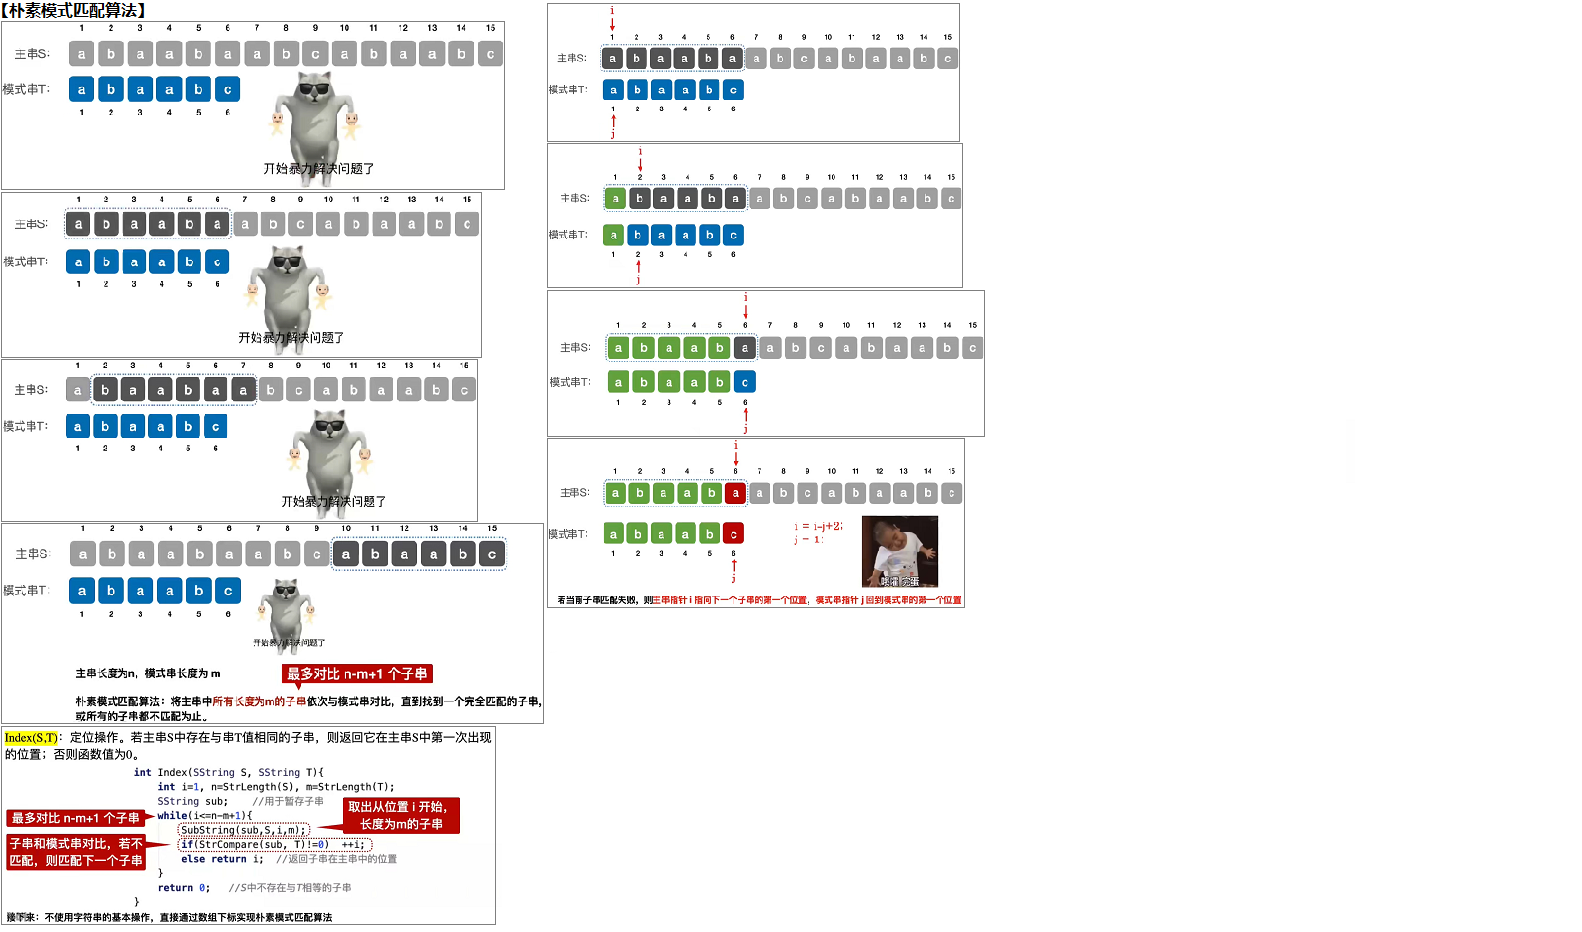 【朴素模式匹配算法】
1 2 3 4 5 6 7 8 9 10 11 12 13 14 15
主串S: a b a a b a a b c a b a a b c
模式串T: a b a a b c
1 2 3 4 5 6
开始暴力解决问题了
1 2 3 4 5 6 7 8 9 10 11 12 13 14 15
主串S: a b a a b a a b c a b a a b c
模式串T: a b a a b c
1 2 3 4 5 6
开始暴力解决问题了
1 2 3 4 5 6 7 8 9 10 11 12 13 14 15
主串S: a b a a b a a b c a b a a b c
模式串T: a b a a b c
1 2 3 4 5 6
开始暴力解决问题了
1 2 3 4 5 6 7 8 9 10 11 12 13 14 15
主串S: a b a a b a a b c a b a a b c
模式串T: a b a a b c
1 2 3 4 5 6
开始暴力解决问题了
主串长度为n，模式串长度为 m
最多对比 n-m+1 个子串
朴素模式匹配算法：将主串中所有长度为m的子串依次与模式串对比，直到找到一个完全匹配的子串，
或所有的子串都不匹配为止。
Index(S,T)：定位操作。若主串S中存在与串T值相同的子串，则返回它在主串S中第一次出现
的位置；否则函数值为0。
int Index(SString S, SString T){
int i=1, n=StrLength(S), m=StrLength(T);
SString sub; //用于暂存子串
取出从位置 i 开始，
长度为m的子串
最多对比 n-m+1 个子串
while(i<=n-m+1){
SubString(sub,S,i,m);
子串和模式串对比，若不
匹配，则匹配下一个子串
if(StrCompare(sub, T)!=0) ++i;
else return i; //返回子串在主串中的位置
}
return 0; //S中不存在与T相等的子串
}
接下来：不使用字符串的基本操作，直接通过数组下标实现朴素模式匹配算法
i
1 2 3 4 5 6 7 8 9 10 11 12 13 14 15
主串S: a b a a b a a b c a b a a b c
模式串T: a b a a b c
1 2 3 4 5 6
j
i
1 2 3 4 5 6 7 8 9 10 11 12 13 14 15
主串S: a b a a b a a b c a b a a b c
模式串T: a b a a b c
1 2 3 4 5 6
j
i
1 2 3 4 5 6 7 8 9 10 11 12 13 14 15
主串S: a b a a b a a b c a b a a b c
模式串T: a b a a b c
1 2 3 4 5 6
j
i
1 2 3 4 5 6 7 8 9 10 11 12 13 14 15
主串S: a b a a b a a b c a b a a b c
模式串T: a b a a b c
1 2 3 4 5 6
j
i = i-j+2;
j = 1;
完蛋
若当前子串匹配失败，则主串指针 i 指向下一个子串的第一个位置，模式串指针 j 回到模式串的第一个位置